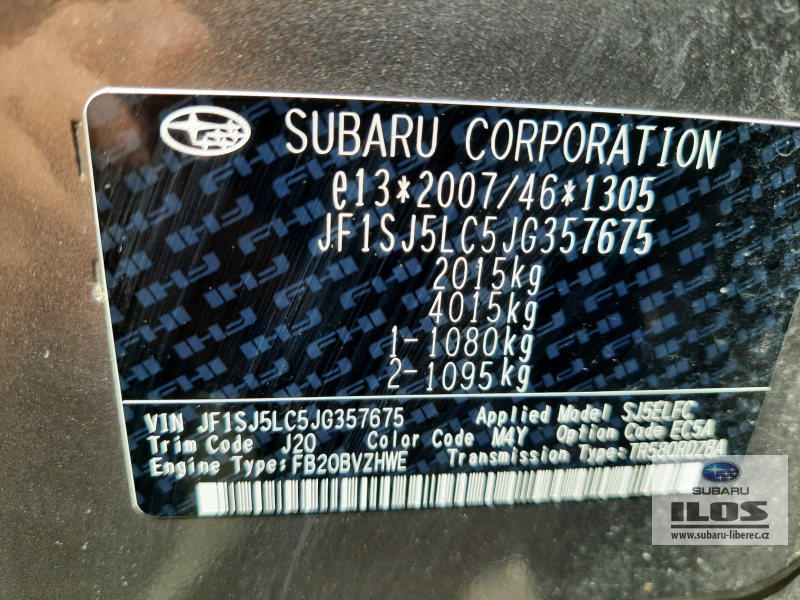 SUBARU CORPORATION
e13*2007/46*1305
JF1SJ5LC5JG357675
2015kg
4015kg
1-1080kg
2-1095kg
VIN JF1SJ5LC5JG357675 Applied Model SJ5ELFC
Trim Code J20 Color Code M4Y Option Code EC5A
Engine Type: FB20BVZHWE Transmission Type: TR580RDZBA
SUBARU
ILOS
www.subaru-liberec.cz